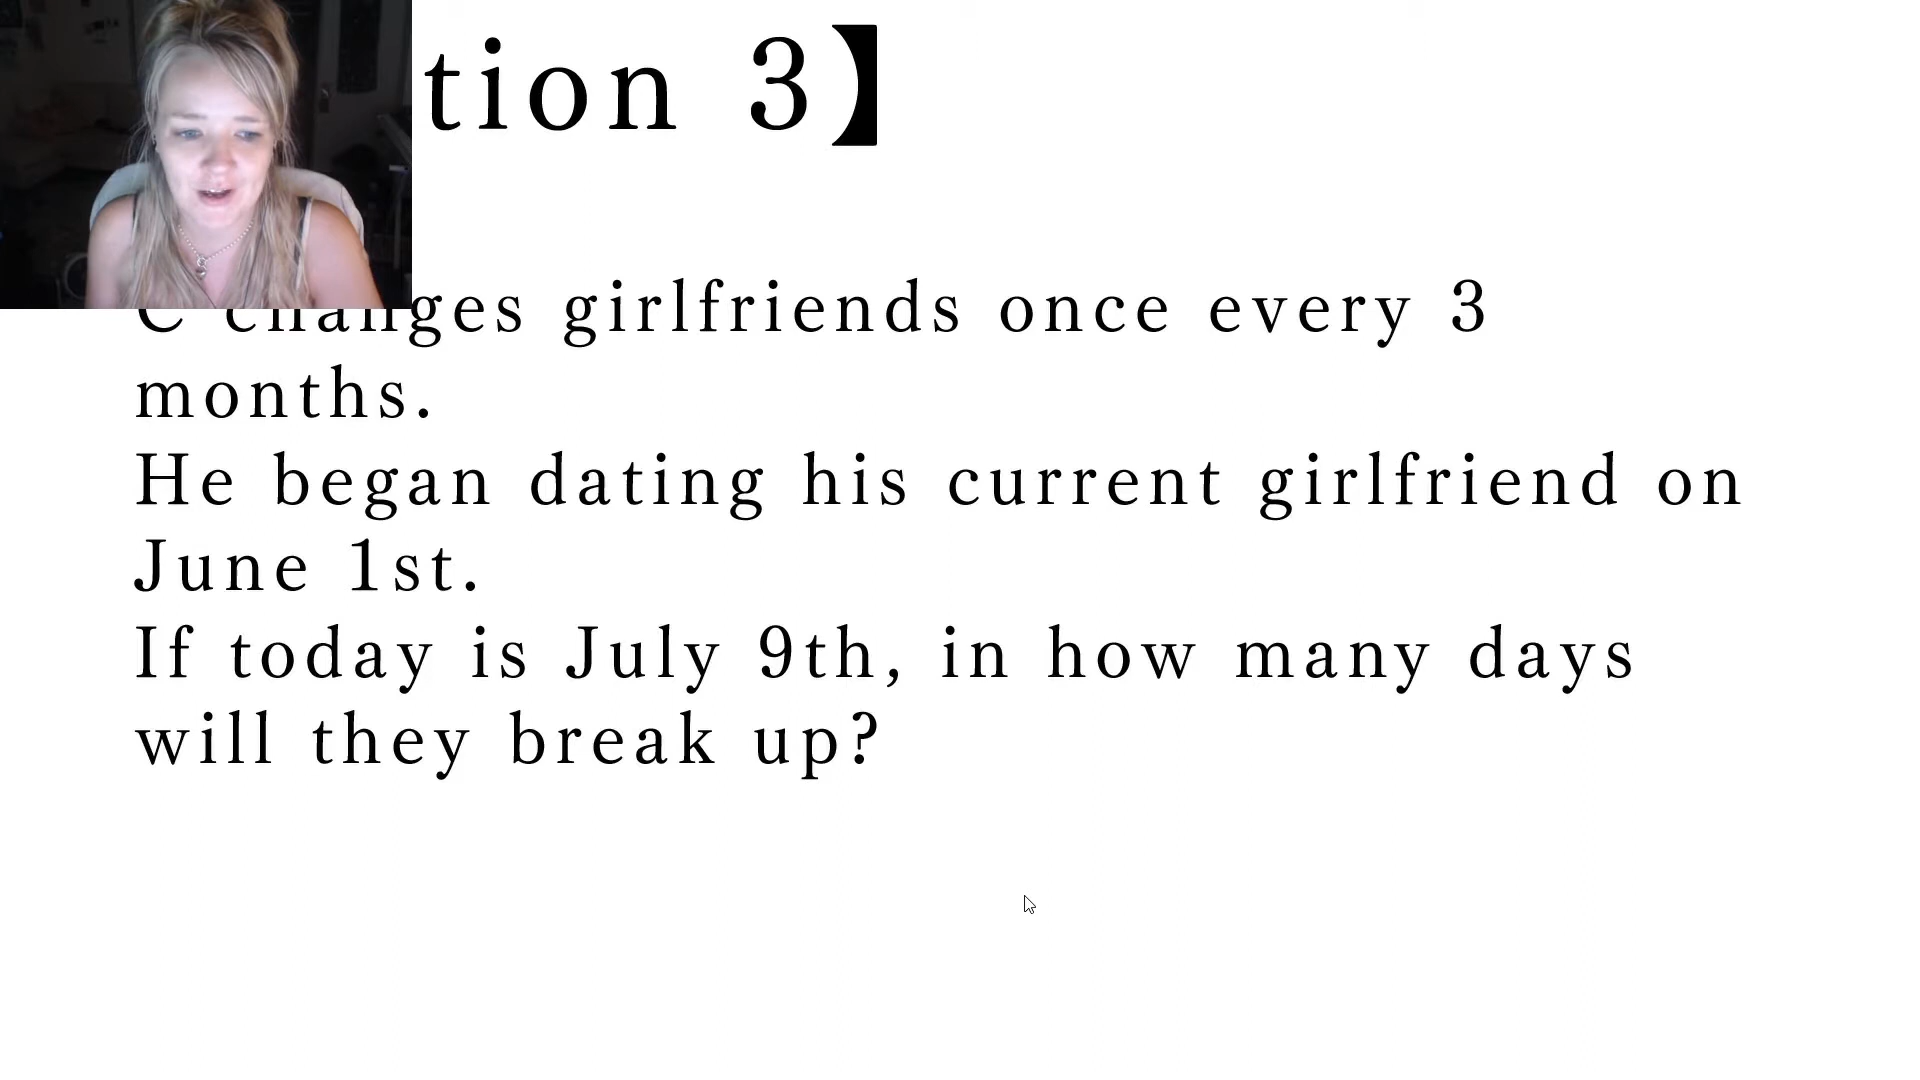 tion 3】
C changes girlfriends once every 3
months.
He began dating his current girlfriend on
June 1st.
If today is July 9th, in how many days
will they break up?